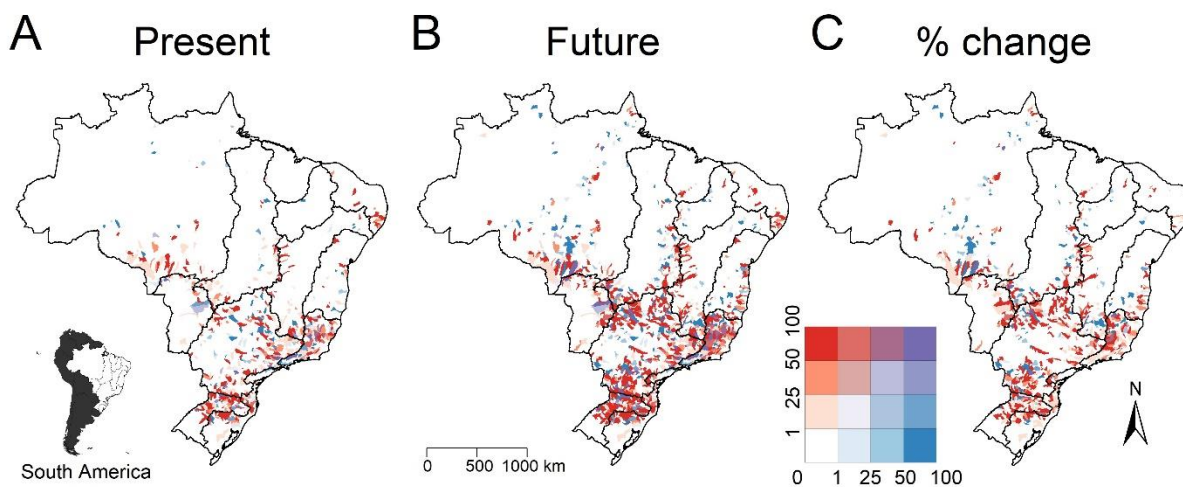 A Present
B Future
C % change
South America
0 500 1000 km
100
50
25
1
0 1 25 50 100
N